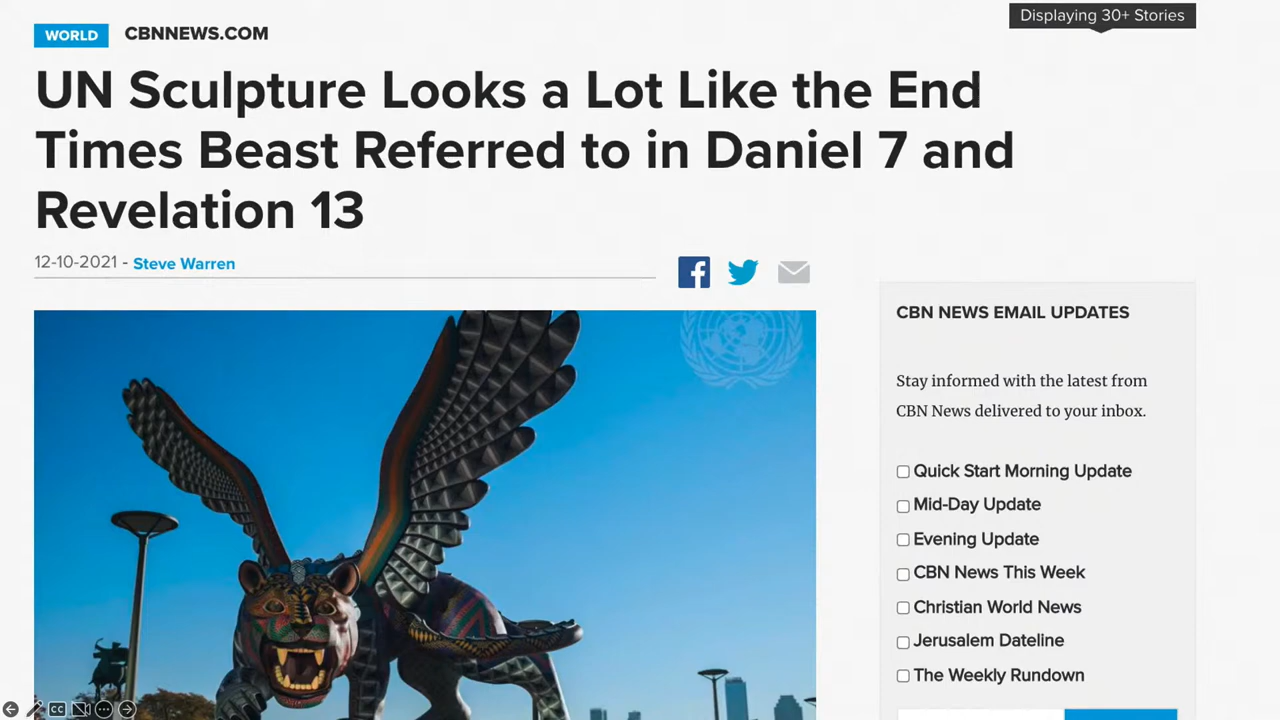 Displaying 30+ Stories
WORLD CBNNEWS.COM
UN Sculpture Looks a Lot Like the End
Times Beast Referred to in Daniel 7 and
Revelation 13
12-10-2021 - Steve Warren
CBN NEWS EMAIL UPDATES
Stay informed with the latest from
CBN News delivered to your inbox.
Quick Start Morning Update
Mid-Day Update
Evening Update
CBN News This Week
Christian World News
Jerusalem Dateline
The Weekly Rundown
CC